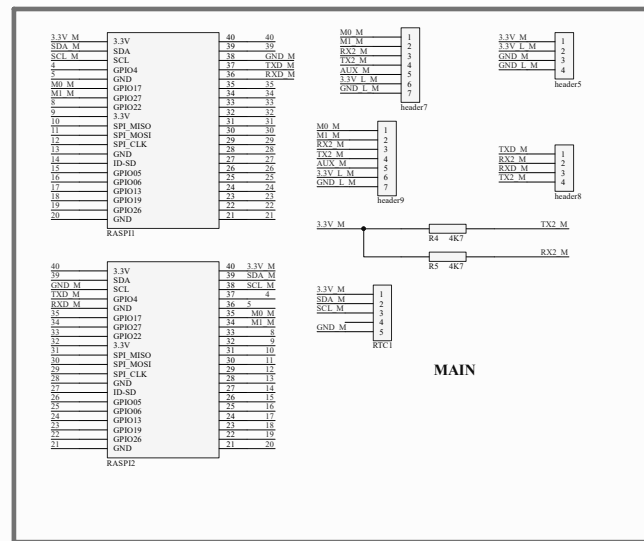 3.3V_M 3.3V 40 40
SDA_M SDA 39 39
SCL_M SCL 38 GND_M
4 GPIO4 37 TXD_M
5 GND 36 RXD_M
M0_M GPIO17 35 35
M1_M GPIO27 34 34
8 GPIO22 33 33
9 3.3V 32 32
10 SPI_MISO 31 31
11 SPI_MOSI 30 30
12 SPI_CLK 29 29
13 GND 28 28
14 ID-SD 27 27
15 GPIO05 26 26
16 GPIO06 25 25
17 GPIO13 24 24
18 GPIO19 23 23
19 GPIO26 22 22
20 GND 21 21
RASPI1
M0_M 1
M1_M 2
RX2_M 3
TX2_M 4
AUX_M 5
3.3V_L_M 6
GND_L_M 7
header7
3.3V_M 1
3.3V_L_M 2
GND_M 3
GND_L_M 4
header5
M0_M 1
M1_M 2
RX2_M 3
TX2_M 4
AUX_M 5
3.3V_L_M 6
GND_L_M 7
header9
TXD_M 1
RX2_M 2
RXD_M 3
TX2_M 4
header8
3.3V_M TX2_M
R4 4K7
RX2_M
R5 4K7
40 3.3V 40 3.3V_M
39 SDA 39 SDA_M
GND_M SCL 38 SCL_M
TXD_M GPIO4 37 4
RXD_M GND 36 5
35 GPIO17 35 M0_M
34 GPIO27 34 M1_M
33 GPIO22 33 8
32 3.3V 32 9
31 SPI_MISO 31 10
30 SPI_MOSI 30 11
29 SPI_CLK 29 12
28 GND 28 13
27 ID-SD 27 14
26 GPIO05 26 15
25 GPIO06 25 16
24 GPIO13 24 17
23 GPIO19 23 18
22 GPIO26 22 19
21 GND 21 20
RASPI2
3.3V_M 1
SDA_M 2
SCL_M 3
4
GND_M 5
RTC1
MAIN